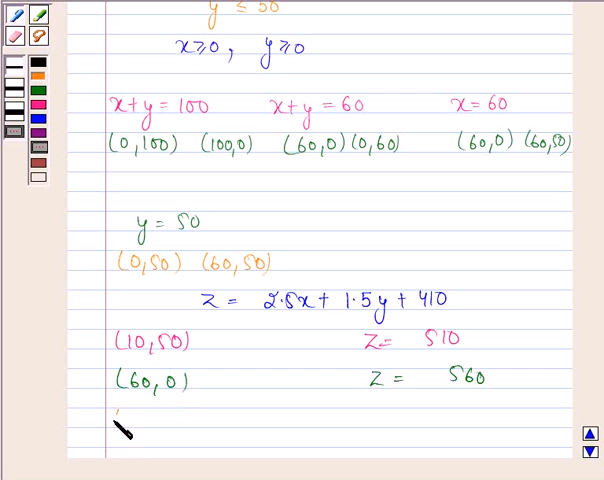 y ≤ 50
x≥0, y≥0
x+y=100 x+y=60 x=60
(0,100) (100,0) (60,0) (0,60) (60,0) (60,50)
y = 50
(0,50) (60,50)
z = 2.5x+ 1.5y + 410
(10,50) z= 510
(60,0) z = 560